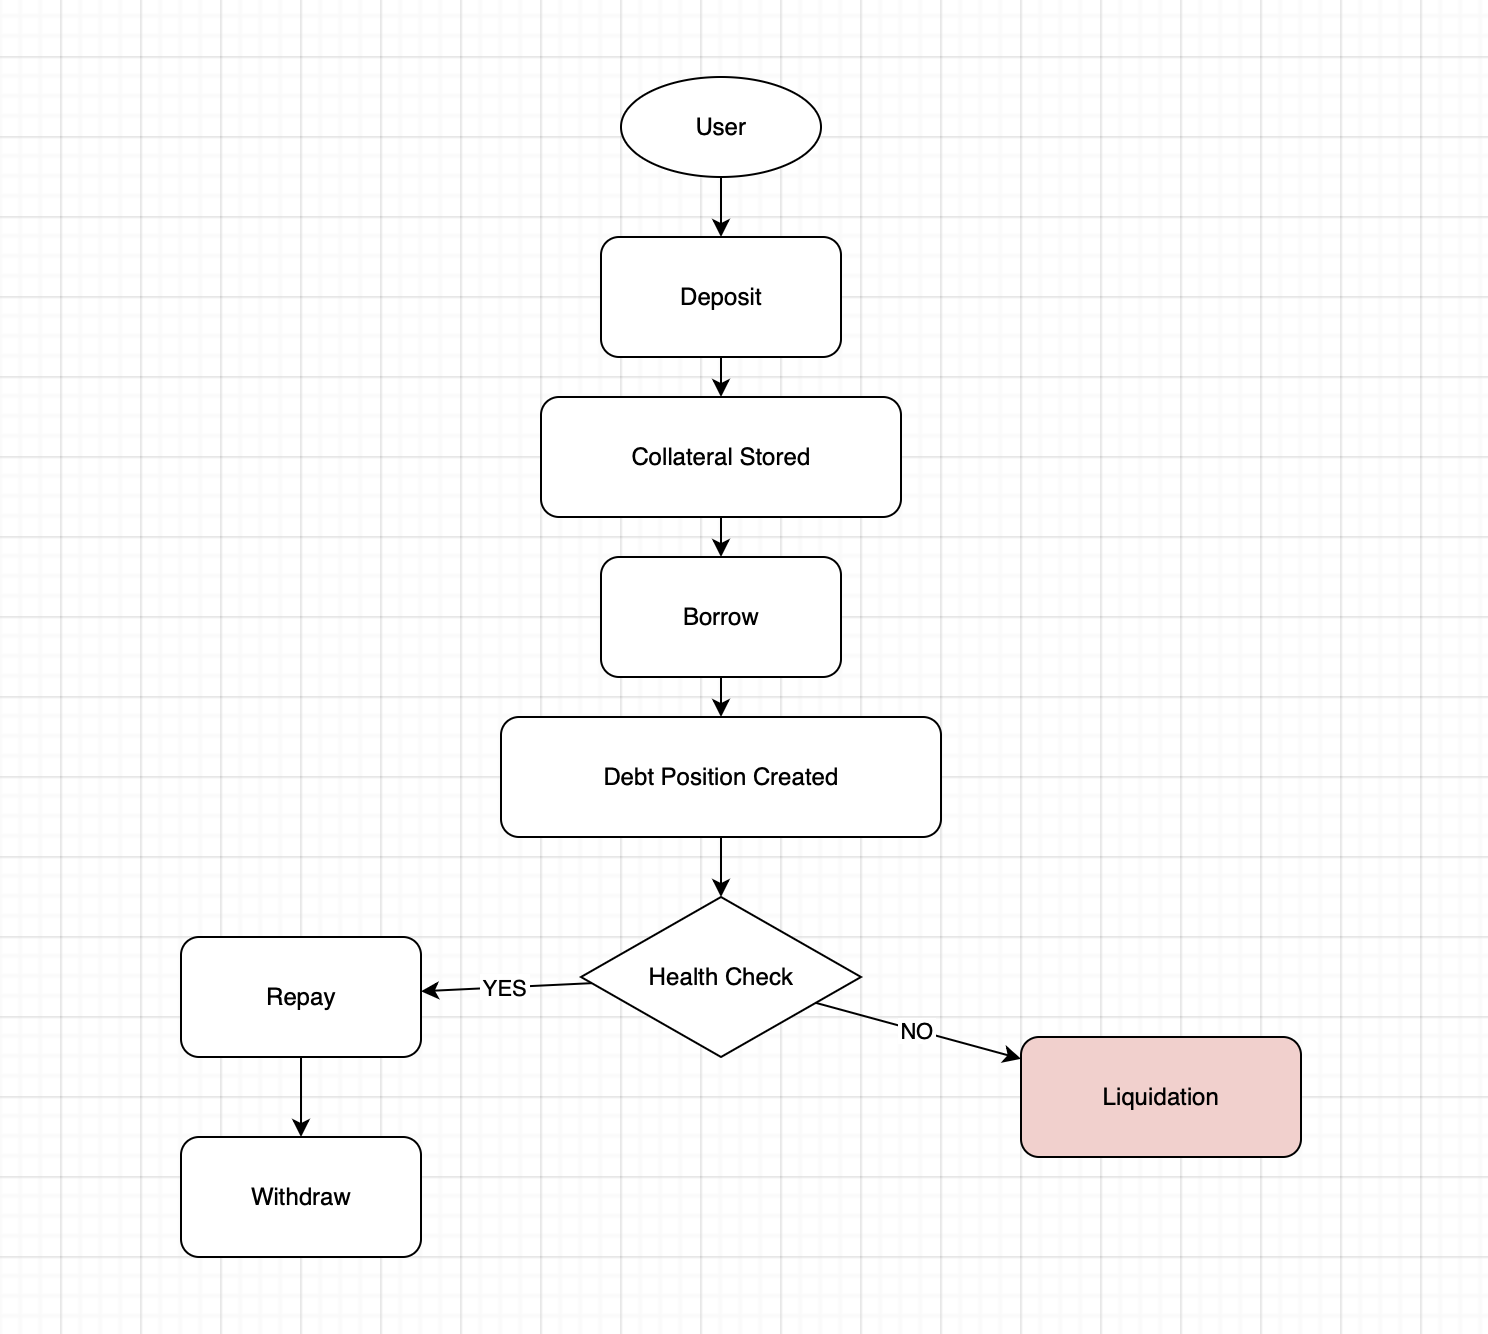 User
Deposit
Collateral Stored
Borrow
Debt Position Created
Health Check
YES
Repay
NO
Liquidation
Withdraw